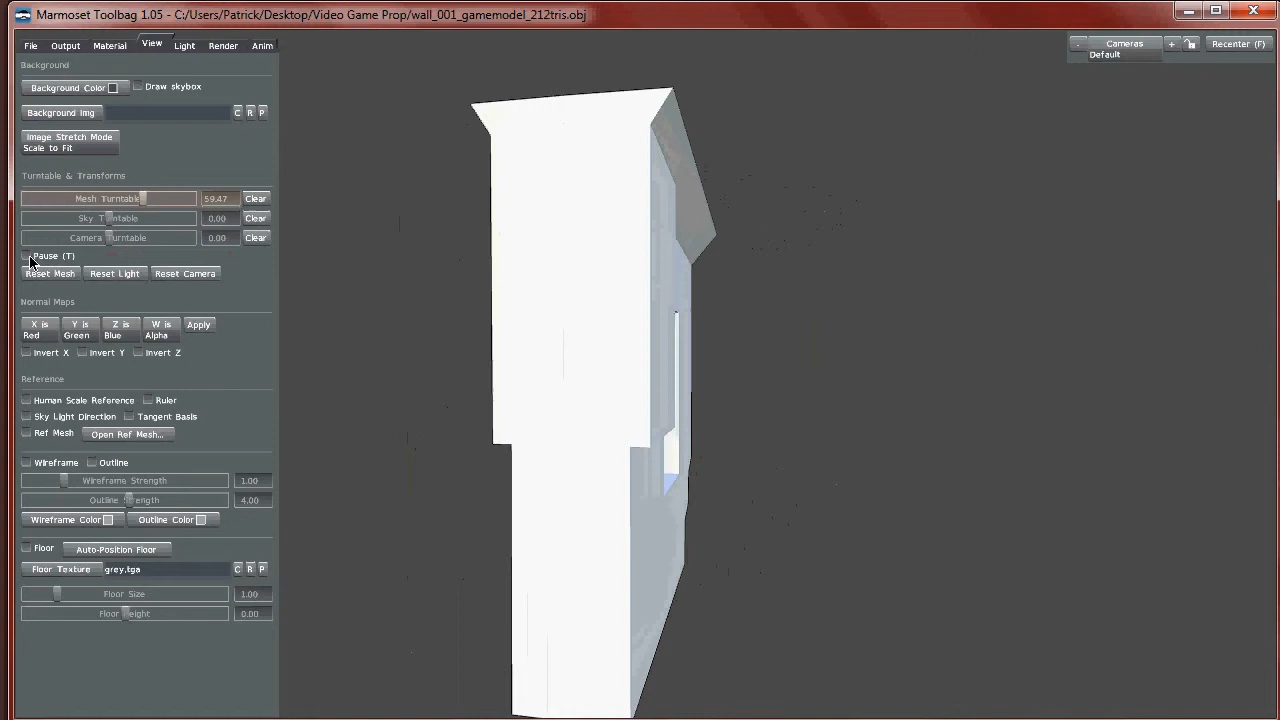 Marmoset Toolbag 1.05 - C:/Users/Patrick/Desktop/Video Game Prop/wall_001_gamemodel_212tris.obj
File Output Material View Light Render Anim
- Cameras + Recenter (F)
Default
Background
Background Color Draw skybox
Background Img C R P
Image Stretch Mode
Scale to Fit
Turntable & Transforms
Mesh Turntable 59.47 Clear
Sky Turntable 0.00 Clear
Camera Turntable 0.00 Clear
Pause (T)
Reset Mesh Reset Light Reset Camera
Normal Maps
X is Y is Z is W is Apply
Red Green Blue Alpha
Invert X Invert Y Invert Z
Reference
Human Scale Reference Ruler
Sky Light Direction Tangent Basis
Ref Mesh Open Ref Mesh...
Wireframe Outline
Wireframe Strength 1.00
Outline Strength 4.00
Wireframe Color Outline Color
Floor Auto-Position Floor
Floor Texture grey.tga C R P
Floor Size 1.00
Floor Height 0.00